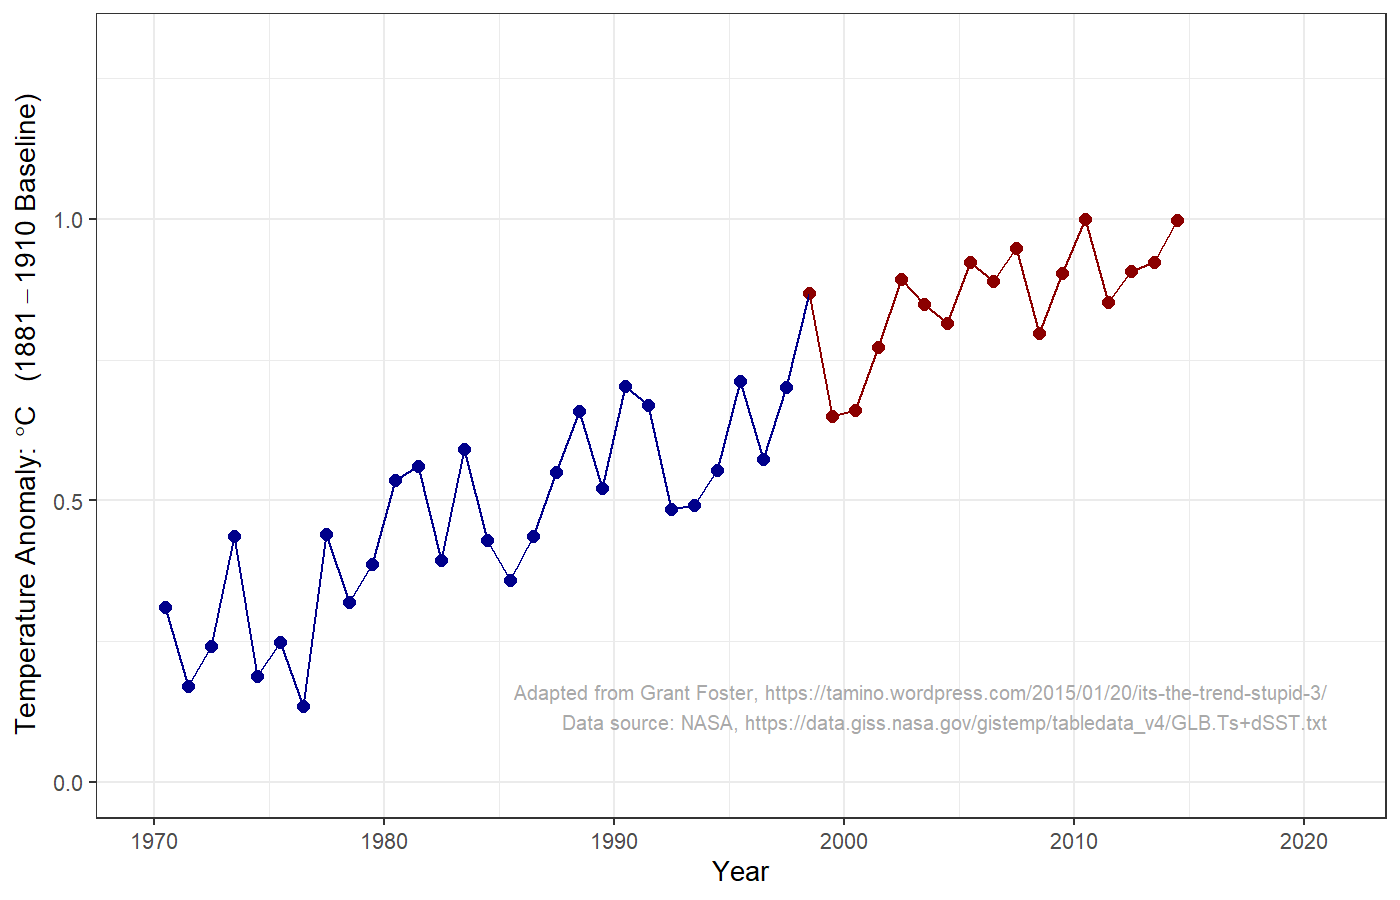 Temperature Anomaly: °C (1881 – 1910 Baseline)
1.0
0.5
0.0
Adapted from Grant Foster, https://tamino.wordpress.com/2015/01/20/its-the-trend-stupid-3/
Data source: NASA, https://data.giss.nasa.gov/gistemp/tabledata_v4/GLB.Ts+dSST.txt
1970 1980 1990 2000 2010 2020
Year